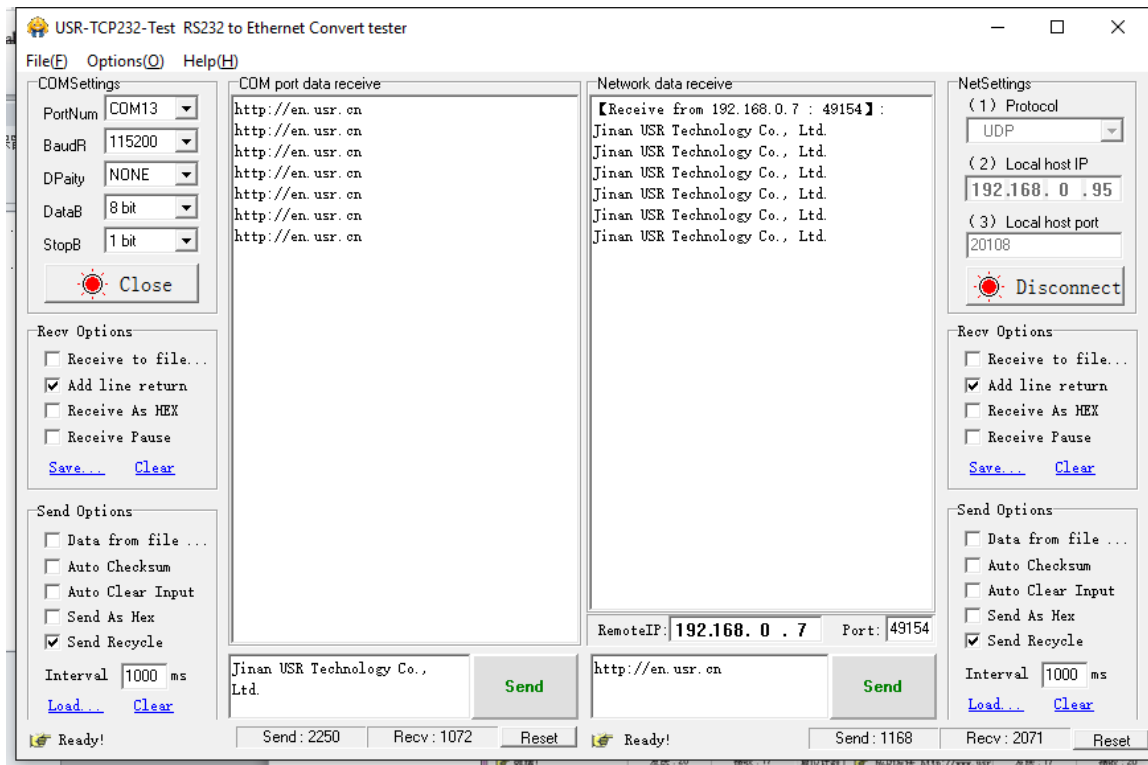 USR-TCP232-Test RS232 to Ethernet Convert tester
File(F) Options(O) Help(H)
COMSettings
PortNum COM13
BaudR 115200
DPaity NONE
DataB 8 bit
StopB 1 bit
Close
Recv Options
Receive to file...
Add line return
Receive As HEX
Receive Pause
Save... Clear
Send Options
Data from file ...
Auto Checksum
Auto Clear Input
Send As Hex
Send Recycle
Interval 1000 ms
Load... Clear
COM port data receive
http://en.usr.cn
http://en.usr.cn
http://en.usr.cn
http://en.usr.cn
http://en.usr.cn
http://en.usr.cn
http://en.usr.cn
Jinan USR Technology Co.,
Ltd.
Send
Network data receive
【Receive from 192.168.0.7 : 49154】:
Jinan USR Technology Co., Ltd.
Jinan USR Technology Co., Ltd.
Jinan USR Technology Co., Ltd.
Jinan USR Technology Co., Ltd.
Jinan USR Technology Co., Ltd.
Jinan USR Technology Co., Ltd.
RemoteIP: 192.168. 0 . 7 Port: 49154
http://en.usr.cn
Send
NetSettings
(1) Protocol
UDP
(2) Local host IP
192.168. 0 .95
(3) Local host port
20108
Disconnect
Recv Options
Receive to file...
Add line return
Receive As HEX
Receive Pause
Save... Clear
Send Options
Data from file ...
Auto Checksum
Auto Clear Input
Send As Hex
Send Recycle
Interval 1000 ms
Load... Clear
Ready! Send : 2250 Recv : 1072 Reset
Ready! Send : 1168 Recv : 2071 Reset